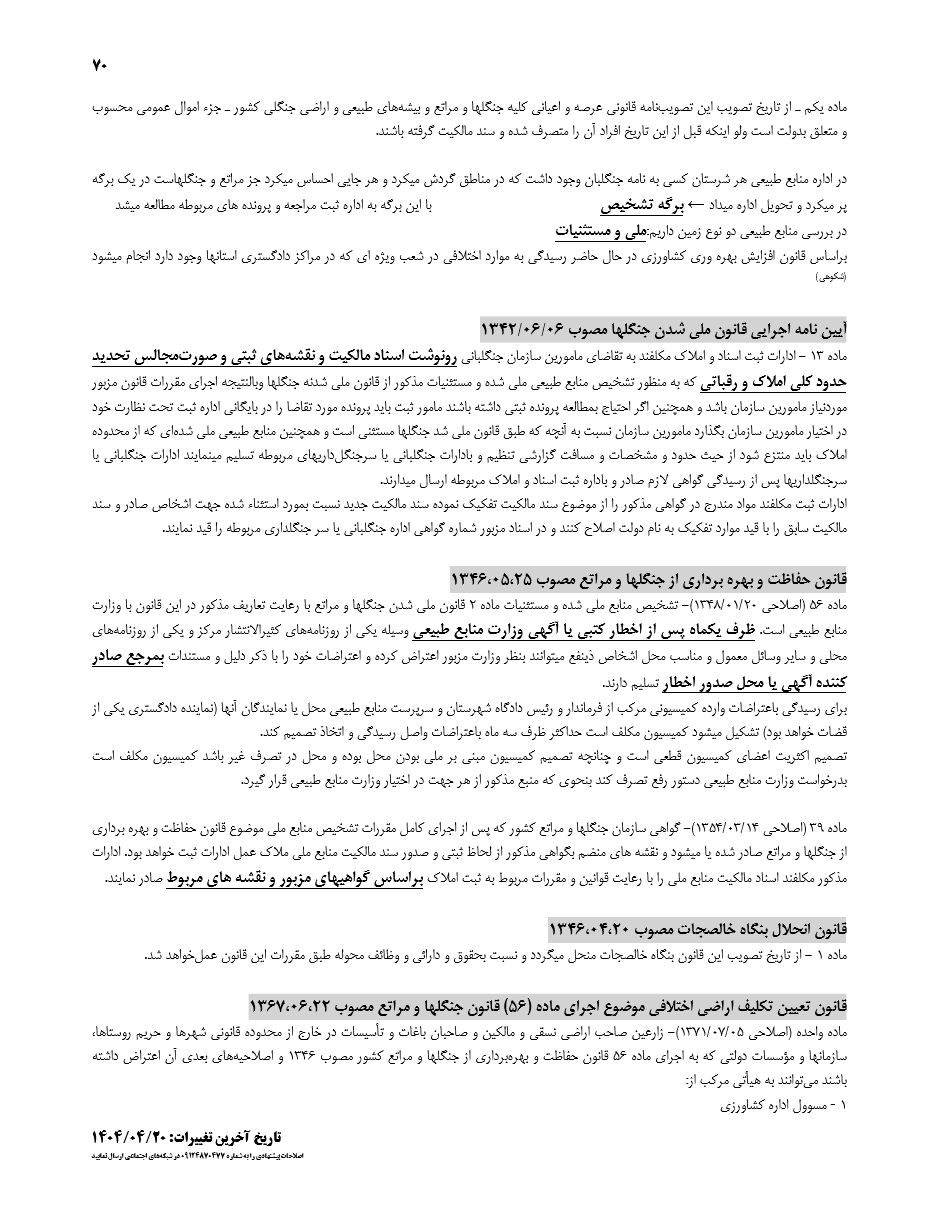 ۷۰
ماده یکم ـ از تاریخ تصویب این تصویب‌نامه قانونی عرصه و اعیانی کلیه جنگلها و مراتع و بیشه‌های طبیعی و اراضی جنگلی کشور ـ جزء اموال عمومی محسوب
و متعلق بدولت است ولو اینکه قبل از این تاریخ افراد آن را متصرف شده و سند مالکیت گرفته باشند.
در اداره منابع طبیعی هر شرستان کسی به نامه جنگلبان وجود داشت که در مناطق گردش میکرد و هر جایی احساس میکرد جز مراتع و جنگلهاست در یک برگه
پر میکرد و تحویل اداره میداد ← برگه تشخیص با این برگه به اداره ثبت مراجعه و پرونده های مربوطه مطالعه میشد
در بررسی منابع طبیعی دو نوع زمین داریم:ملی و مستثنیات
براساس قانون افزایش بهره وری کشاورزی در حال حاضر رسیدگی به موارد اختلافی در شعب ویژه ای که در مراکز دادگستری استانها وجود دارد انجام میشود
(شکوهی)
آیین نامه اجرایی قانون ملی شدن جنگلها مصوب ۱۳۴۲/۰۶/۰۶
ماده ۱۳ - ادارات ثبت اسناد و املاک مکلفند به تقاضای مامورین سازمان جنگلبانی رونوشت اسناد مالکیت و نقشه‌های ثبتی و صورت‌مجالس تحدید
حدود کلی املاک و رقباتی که به منظور تشخیص منابع طبیعی ملی شده و مستثنیات مذکور از قانون ملی شدنه جنگلها وبالنتیجه اجرای مقررات قانون مزبور
موردنیاز مامورین سازمان باشد و همچنین اگر احتیاج بمطالعه پرونده ثبتی داشته باشند مامور ثبت باید پرونده مورد تقاضا را در بایگانی اداره ثبت تحت نظارت خود
در اختیار مامورین سازمان بگذارد مامورین سازمان نسبت به آنچه که طبق قانون ملی شد جنگلها مستثنی است و همچنین منابع طبیعی ملی شده‌ای که از محدوده
املاک باید منتزع شود از حیث حدود و مشخصات و مسافت گزارشی تنظیم و بادارات جنگلبانی یا سرجنگل‌داریهای مربوطه تسلیم مینمایند ادارات جنگلبانی یا
سرجنگلداریها پس از رسیدگی گواهی لازم صادر و باداره ثبت اسناد و املاک مربوطه ارسال میدارند.
ادارات ثبت مکلفند مواد مندرج در گواهی مذکور را از موضوع سند مالکیت تفکیک نموده سند مالکیت جدید نسبت بمورد استثناء شده جهت اشخاص صادر و سند
مالکیت سابق را با قید موارد تفکیک به نام دولت اصلاح کنند و در اسناد مزبور شماره گواهی اداره جنگلبانی یا سر جنگلداری مربوطه را قید نمایند.
قانون حفاظت و بهره برداری از جنگلها و مراتع مصوب ۱۳۴۶،۰۵،۲۵
ماده ۵۶ (اصلاحی ۱۳۴۸/۰۱/۲۰)- تشخیص منابع ملی شده و مستثنیات ماده ۲ قانون ملی شدن جنگلها و مراتع با رعایت تعاریف مذکور در این قانون با وزارت
منابع طبیعی است. ظرف یکماه پس از اخطار کتبی یا آگهی وزارت منابع طبیعی وسیله یکی از روزنامه‌های کثیرالانتشار مرکز و یکی از روزنامه‌های
محلی و سایر وسائل معمول و مناسب محل اشخاص ذینفع میتوانند بنظر وزارت مزبور اعتراض کرده و اعتراضات خود را با ذکر دلیل و مستندات بمرجع صادر
کننده آگهی یا محل صدور اخطار تسلیم دارند.
برای رسیدگی باعتراضات وارده کمیسیونی مرکب از فرماندار و رئیس دادگاه شهرستان و سرپرست منابع طبیعی محل یا نمایندگان آنها (نماینده دادگستری یکی از
قضات خواهد بود) تشکیل میشود کمیسیون مکلف است حداکثر ظرف سه ماه باعتراضات واصل رسیدگی و اتخاذ تصمیم کند.
تصمیم اکثریت اعضای کمیسیون قطعی است و چنانچه تصمیم کمیسیون مبنی بر ملی بودن محل بوده و محل در تصرف غیر باشد کمیسیون مکلف است
بدرخواست وزارت منابع طبیعی دستور رفع تصرف کند بنحوی که منبع مذکور از هر جهت در اختیار وزارت منابع طبیعی قرار گیرد.
ماده ۳۹ (اصلاحی ۱۳۵۴/۰۳/۱۴)- گواهی سازمان جنگلها و مراتع کشور که پس از اجرای کامل مقررات تشخیص منابع ملی موضوع قانون حفاظت و بهره برداری
از جنگلها و مراتع صادر شده یا میشود و نقشه های منضم بگواهی مذکور از لحاظ ثبتی و صدور سند مالکیت منابع ملی ملاک عمل ادارات ثبت خواهد بود. ادارات
مذکور مکلفند اسناد مالکیت منابع ملی را با رعایت قوانین و مقررات مربوط به ثبت املاک براساس گواهیهای مزبور و نقشه های مربوط صادر نمایند.
قانون انحلال بنگاه خالصجات مصوب ۱۳۴۶،۰۴،۲۰
ماده ۱ - از تاریخ تصویب این قانون بنگاه خالصجات منحل میگردد و نسبت بحقوق و دارائی و وظائف محوله طبق مقررات این قانون عمل‌خواهد شد.
قانون تعیین تکلیف اراضی اختلافی موضوع اجرای ماده (۵۶) قانون جنگلها و مراتع مصوب ۱۳۶۷،۰۶،۲۲
ماده واحده (اصلاحی ۱۳۷۱/۰۷/۰۵)- زارعین صاحب اراضی نسقی و مالکین و صاحبان باغات و تأسیسات در خارج از محدوده قانونی شهرها و حریم روستاها،
سازمانها و مؤسسات دولتی که به اجرای ماده ۵۶ قانون حفاظت و بهره‌برداری از جنگلها و مراتع کشور مصوب ۱۳۴۶ و اصلاحیه‌های بعدی آن اعتراض داشته
باشند می‌توانند به هیأتی مرکب از:
۱ - مسوول اداره کشاورزی
تاریخ آخرین تغییرات: ۱۴۰۴/۰۴/۲۰
اصلاحات پیشنهادی را به شماره ۰۹۱۲۴۸۷۰۴۷۷ در شبکه‌های اجتماعی ارسال نمایید